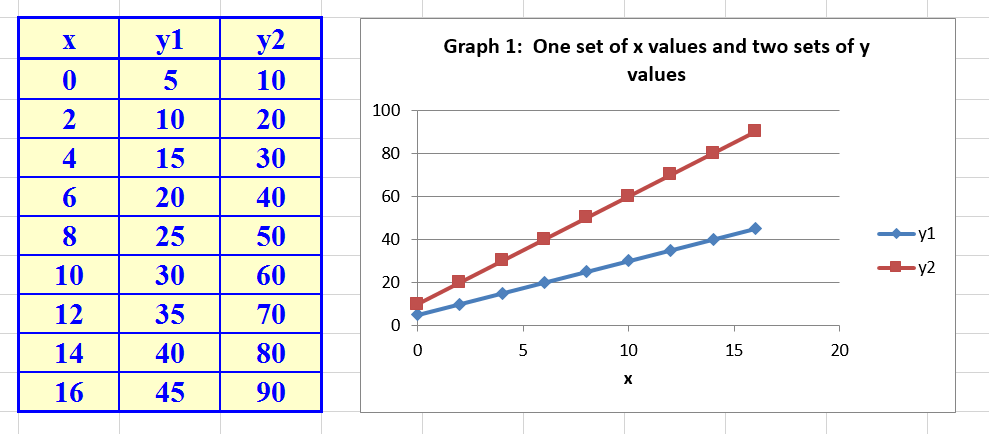 x y1 y2
0 5 10
2 10 20
4 15 30
6 20 40
8 25 50
10 30 60
12 35 70
14 40 80
16 45 90
Graph 1:  One set of x values and two sets of y
values
100
80
60
40
20
0
0 5 10 15 20
x
y1
y2